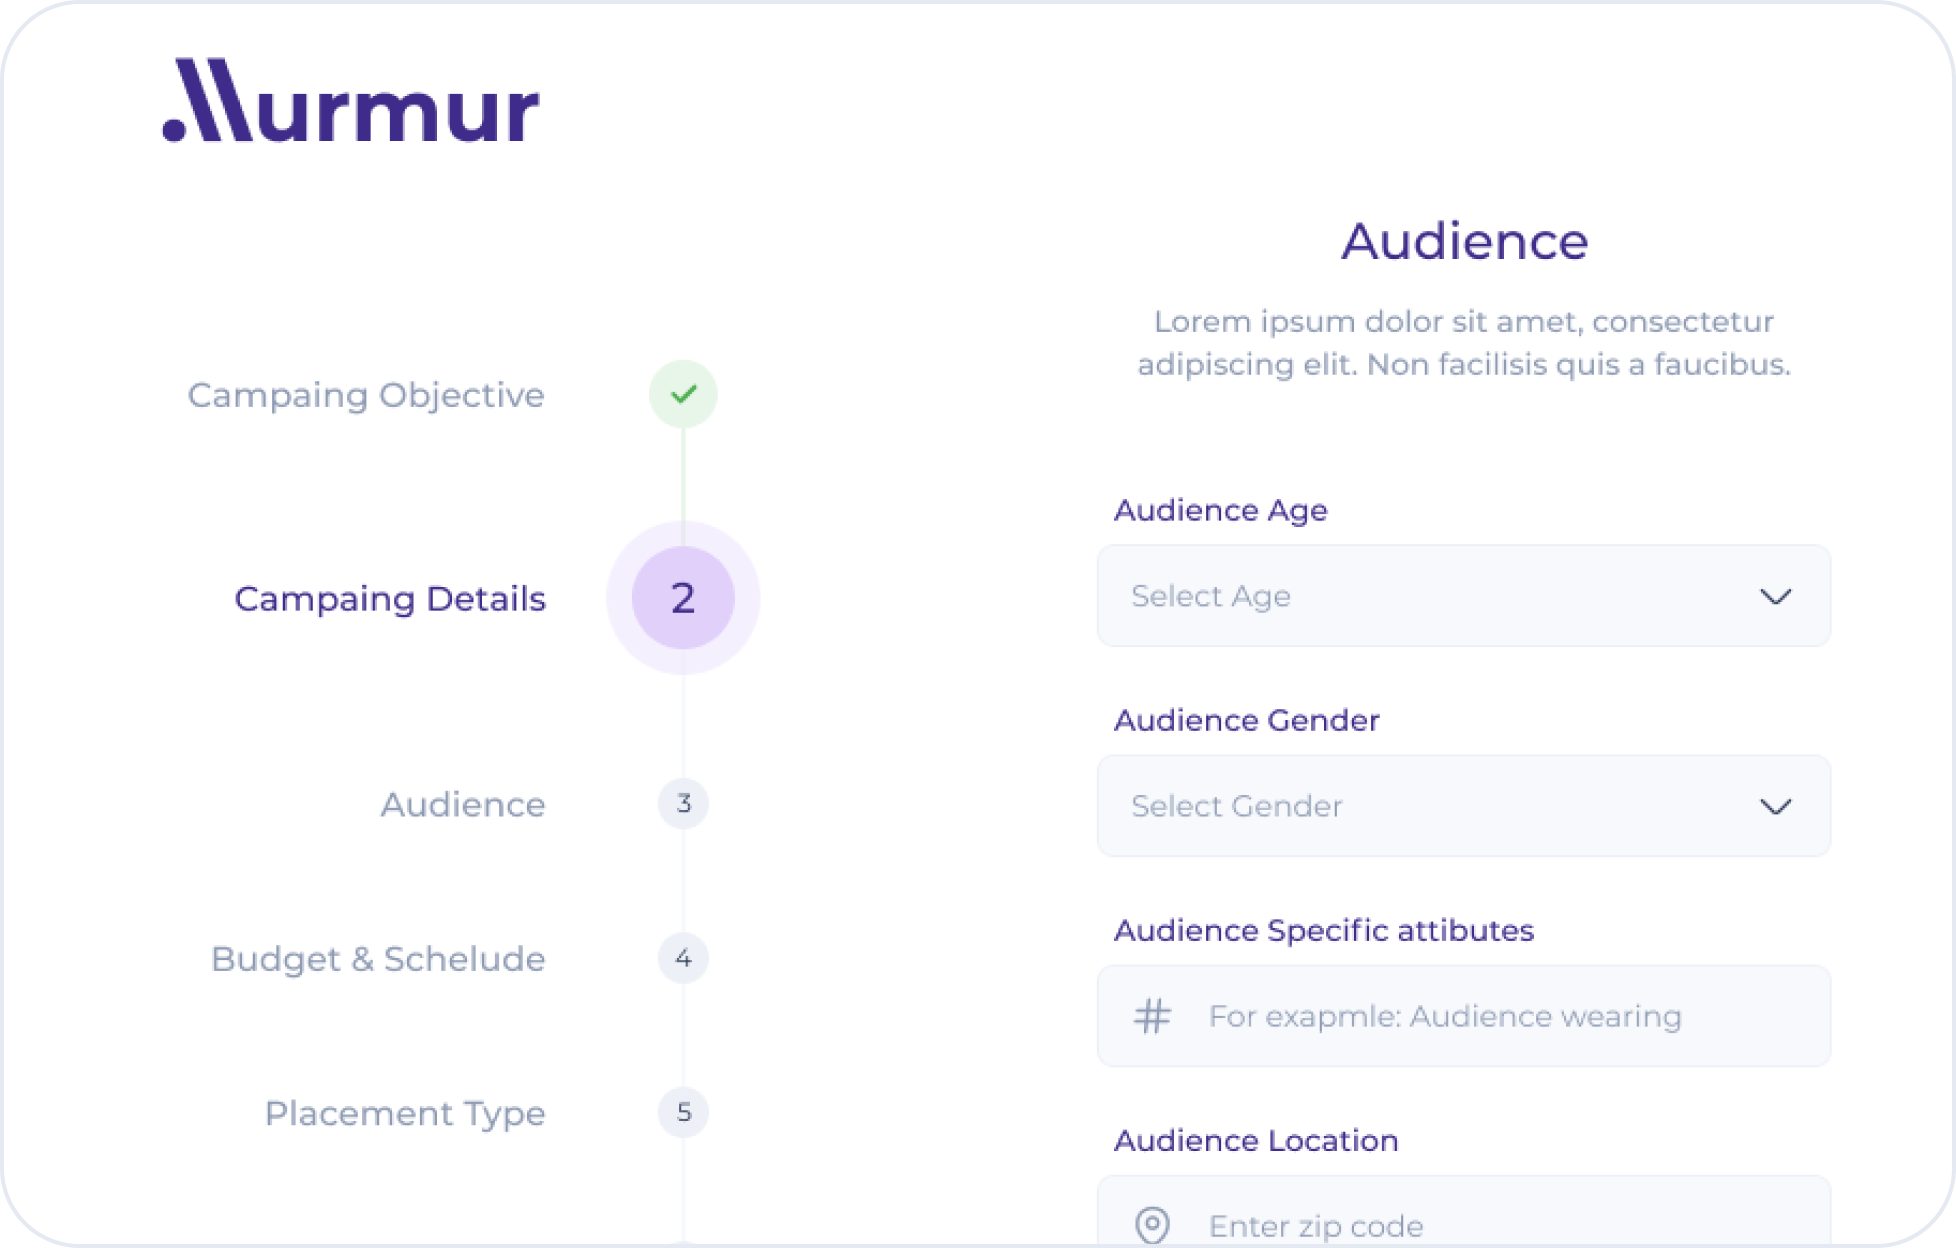 Murmur
Campaing Objective
Campaing Details
2
Audience
3
Budget & Schelude
4
Placement Type
5
Audience
Lorem ipsum dolor sit amet, consectetur
adipiscing elit. Non facilisis quis a faucibus.
Audience Age
Select Age
Audience Gender
Select Gender
Audience Specific attibutes
# For exapmle: Audience wearing
Audience Location
Enter zip code